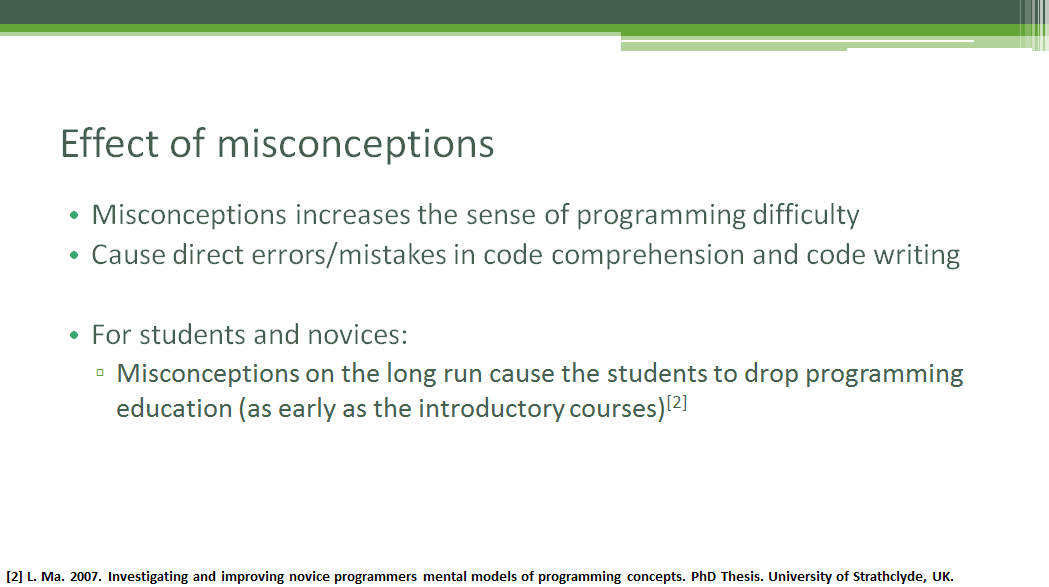 Effect of misconceptions
• Misconceptions increases the sense of programming difficulty
• Cause direct errors/mistakes in code comprehension and code writing
• For students and novices:
▫ Misconceptions on the long run cause the students to drop programming
education (as early as the introductory courses)[2]
[2] L. Ma. 2007. Investigating and improving novice programmers mental models of programming concepts. PhD Thesis. University of Strathclyde, UK.